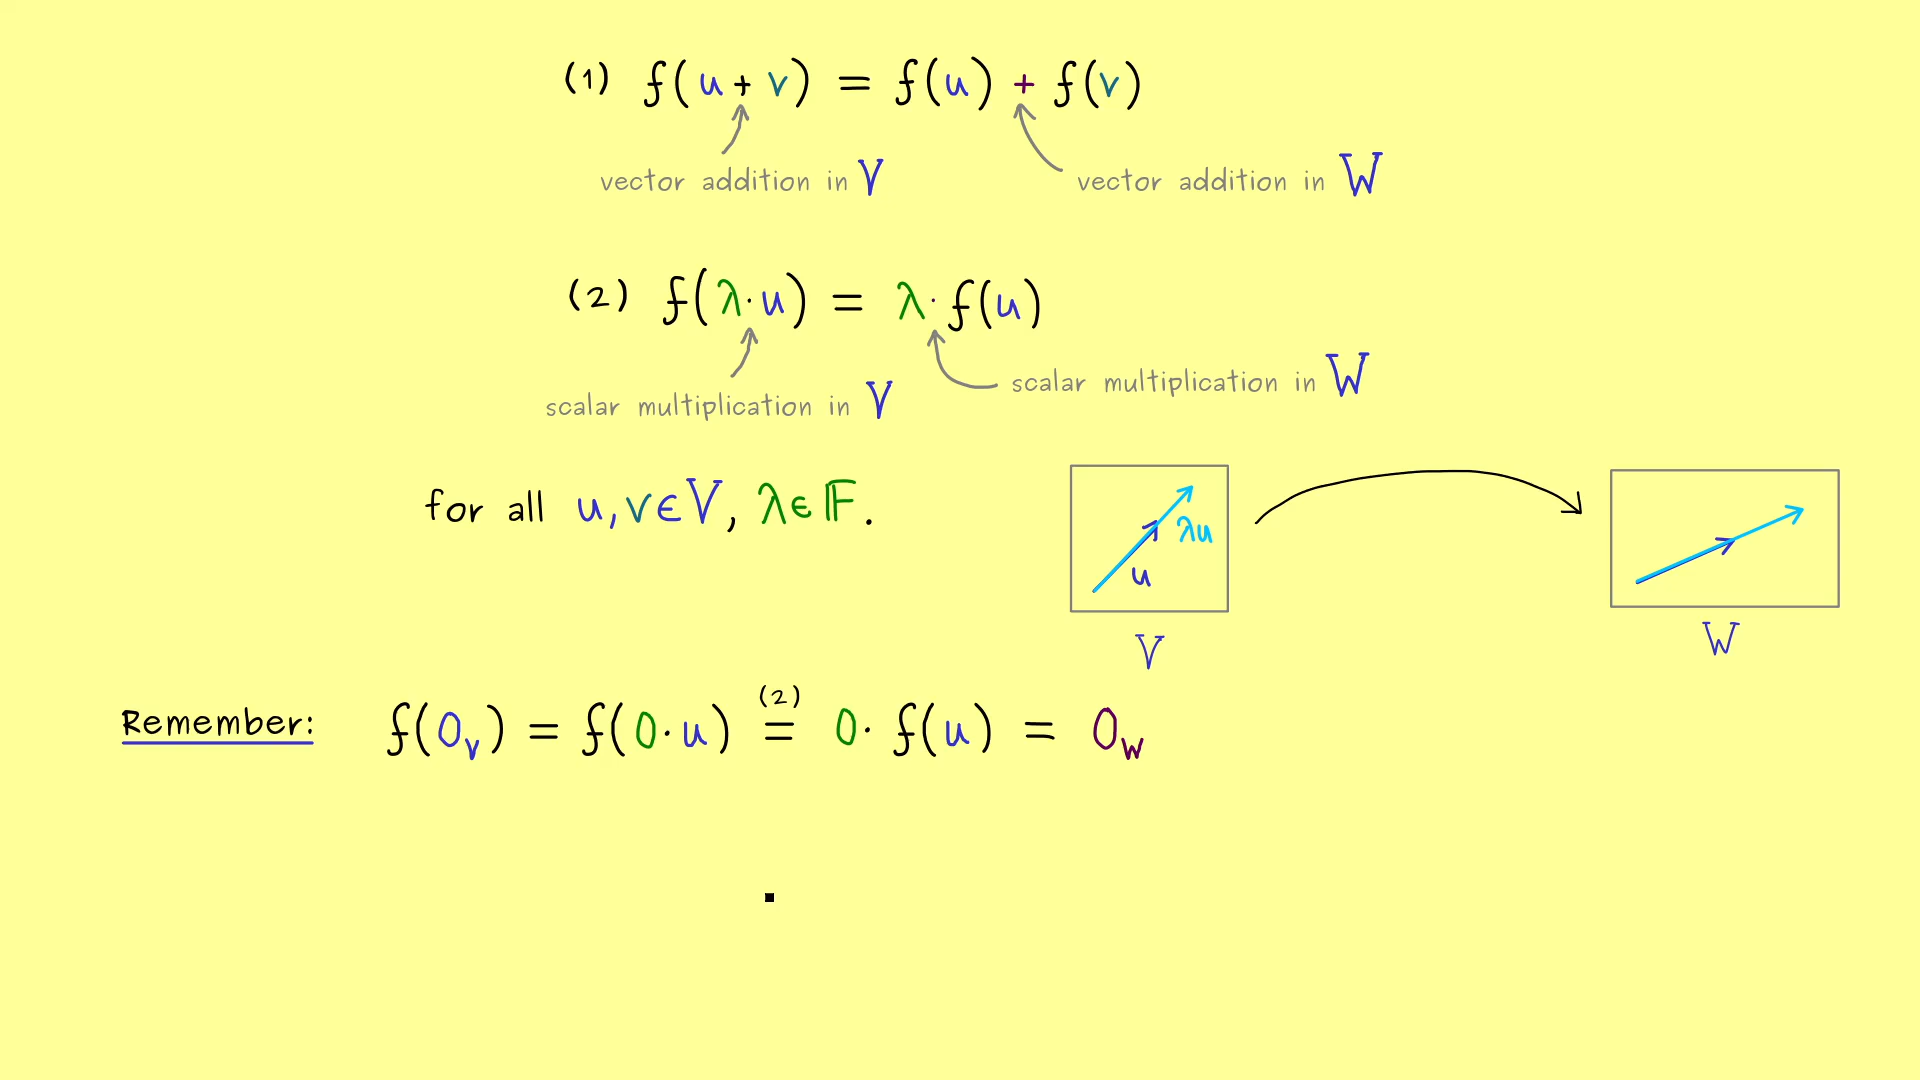 (1) f(u + v) = f(u) + f(v)
vector addition in V vector addition in W
(2) f(λ·u) = λ·f(u)
scalar multiplication in V scalar multiplication in W
for all u, v ∈ V, λ ∈ 𝔽.
λu
u
V W
Remember: f(0_V) = f(0·u) =^(2) 0·f(u) = 0_W